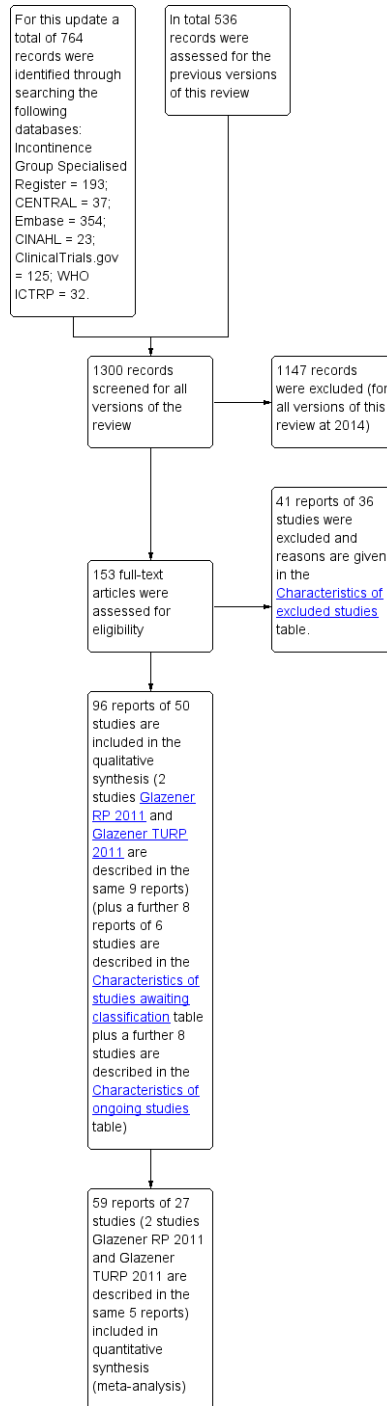 For this update a
total of 764
records were
identified through
searching the
following
databases:
Incontinence
Group Specialised
Register = 193;
CENTRAL = 37;
Embase = 354;
CINAHL = 23;
ClinicalTrials.gov
= 125; WHO
ICTRP = 32.
In total 536
records were
assessed for the
previous versions
of this review
1300 records
screened for all
versions of the
review
1147 records
were excluded (for
all versions of this
review at 2014)
153 full-text
articles were
assessed for
eligibility
41 reports of 36
studies were
excluded and
reasons are given
in the
Characteristics of
excluded studies
table.
96 reports of 50
studies are
included in the
qualitative
synthesis (2
studies Glazener
RP 2011 and
Glazener TURP
2011 are
described in the
same 9 reports)
(plus a further 8
reports of 6
studies are
described in the
Characteristics of
studies awaiting
classification table
plus a further 8
studies are
described in the
Characteristics of
ongoing studies
table)
59 reports of 27
studies (2 studies
Glazener RP 2011
and Glazener
TURP 2011 are
described in the
same 5 reports)
included in
quantitative
synthesis
(meta-analysis)